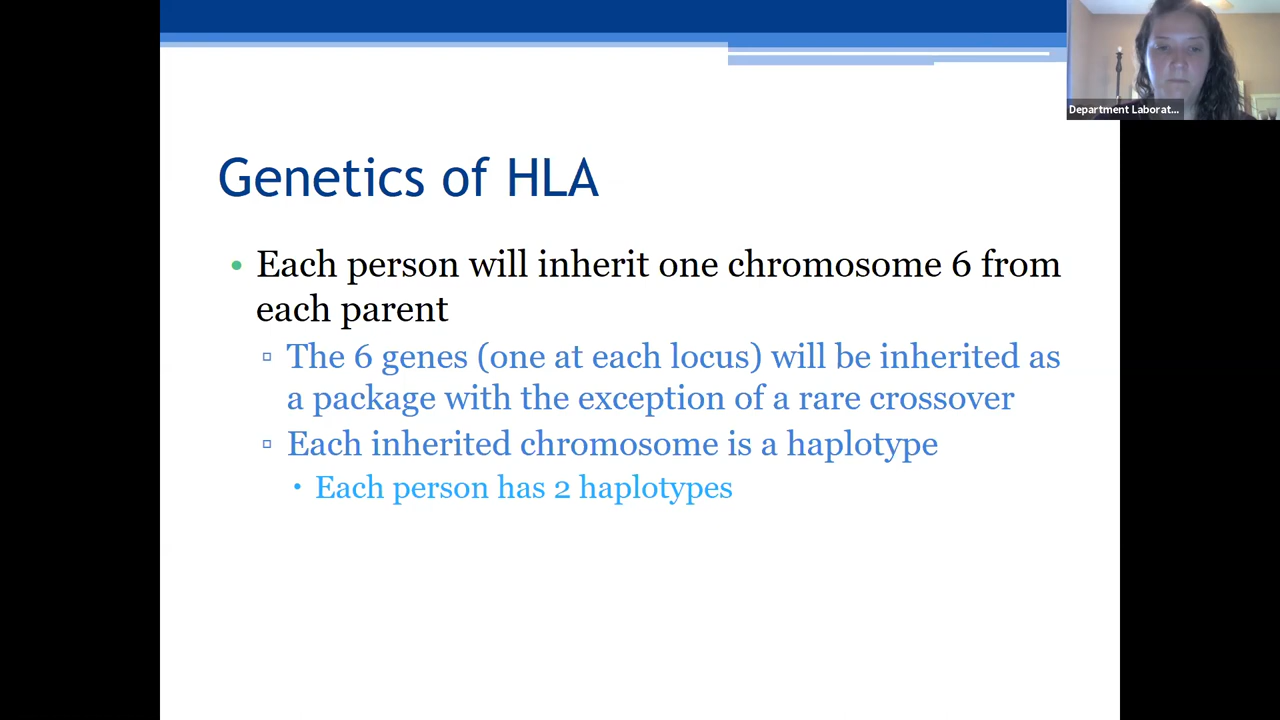 Department Laborat...
Genetics of HLA
• Each person will inherit one chromosome 6 from
each parent
▫ The 6 genes (one at each locus) will be inherited as
a package with the exception of a rare crossover
▫ Each inherited chromosome is a haplotype
• Each person has 2 haplotypes